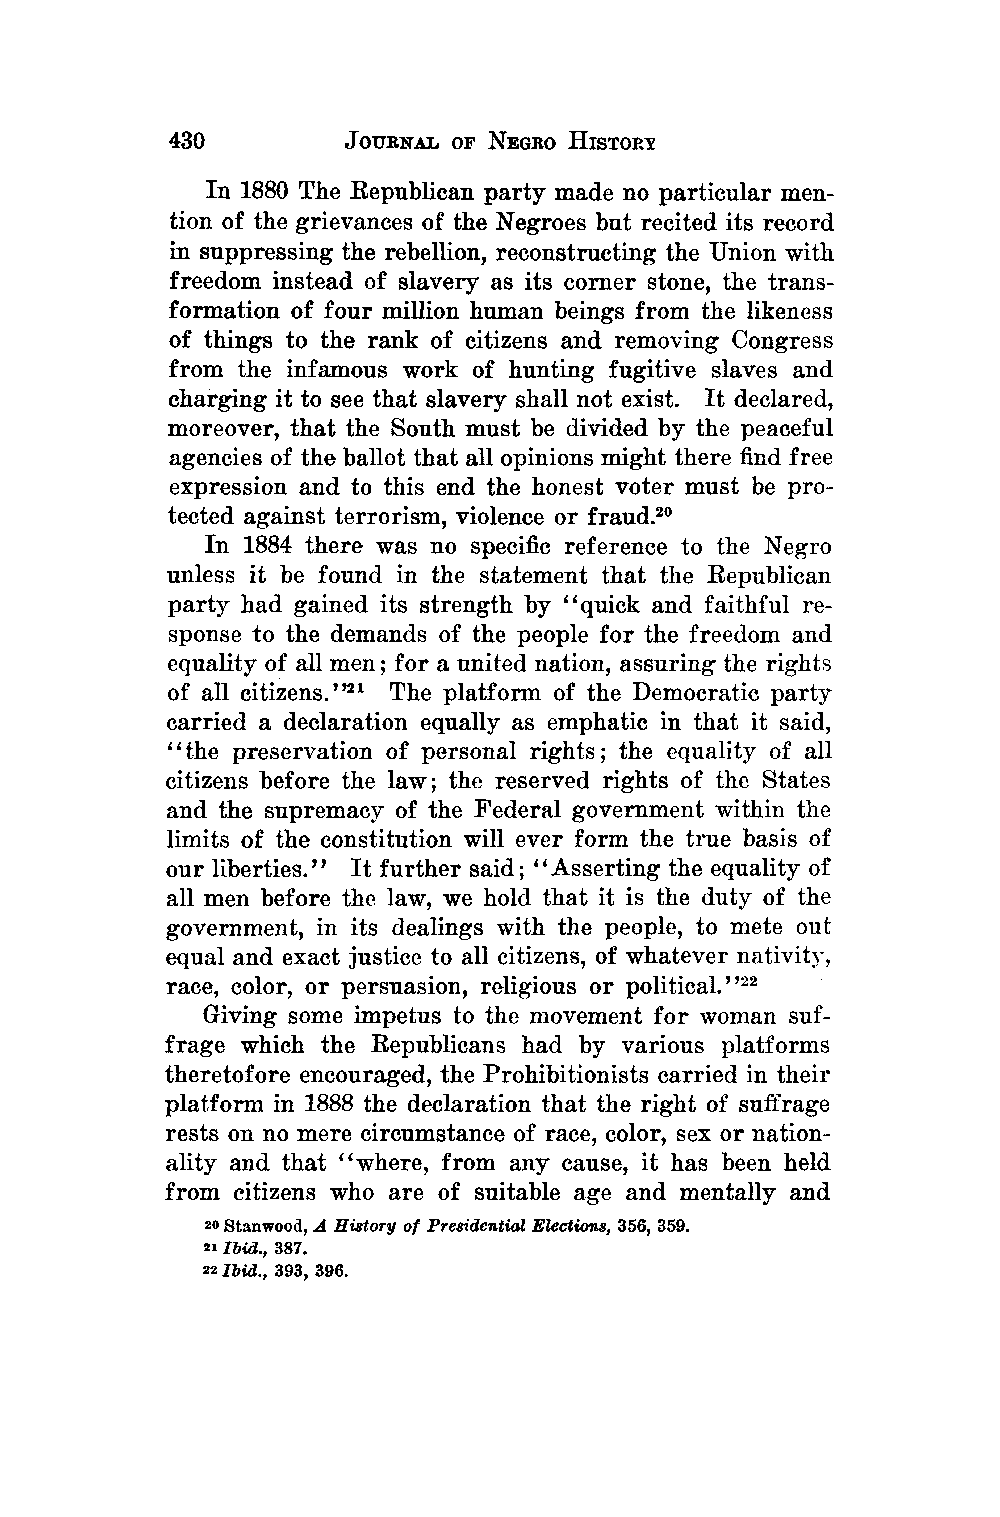 430 JOURNAL OF NEGRO HISTORY
In 1880 The Republican party made no particular men-
tion of the grievances of the Negroes but recited its record
in suppressing the rebellion, reconstructing the Union with
freedom instead of slavery as its corner stone, the trans-
formation of four million human beings from the likeness
of things to the rank of citizens and removing Congress
from the infamous work of hunting fugitive slaves and
charging it to see that slavery shall not exist. It declared,
moreover, that the South must be divided by the peaceful
agencies of the ballot that all opinions might there find free
expression and to this end the honest voter must be pro-
tected against terrorism, violence or fraud.²⁰
In 1884 there was no specific reference to the Negro
unless it be found in the statement that the Republican
party had gained its strength by “quick and faithful re-
sponse to the demands of the people for the freedom and
equality of all men; for a united nation, assuring the rights
of all citizens.”²¹ The platform of the Democratic party
carried a declaration equally as emphatic in that it said,
“the preservation of personal rights; the equality of all
citizens before the law; the reserved rights of the States
and the supremacy of the Federal government within the
limits of the constitution will ever form the true basis of
our liberties.” It further said; “Asserting the equality of
all men before the law, we hold that it is the duty of the
government, in its dealings with the people, to mete out
equal and exact justice to all citizens, of whatever nativity,
race, color, or persuasion, religious or political.”²²
Giving some impetus to the movement for woman suf-
frage which the Republicans had by various platforms
theretofore encouraged, the Prohibitionists carried in their
platform in 1888 the declaration that the right of suffrage
rests on no mere circumstance of race, color, sex or nation-
ality and that “where, from any cause, it has been held
from citizens who are of suitable age and mentally and
²⁰ Stanwood, A History of Presidential Elections, 356, 359.
²¹ Ibid., 387.
²² Ibid., 393, 396.